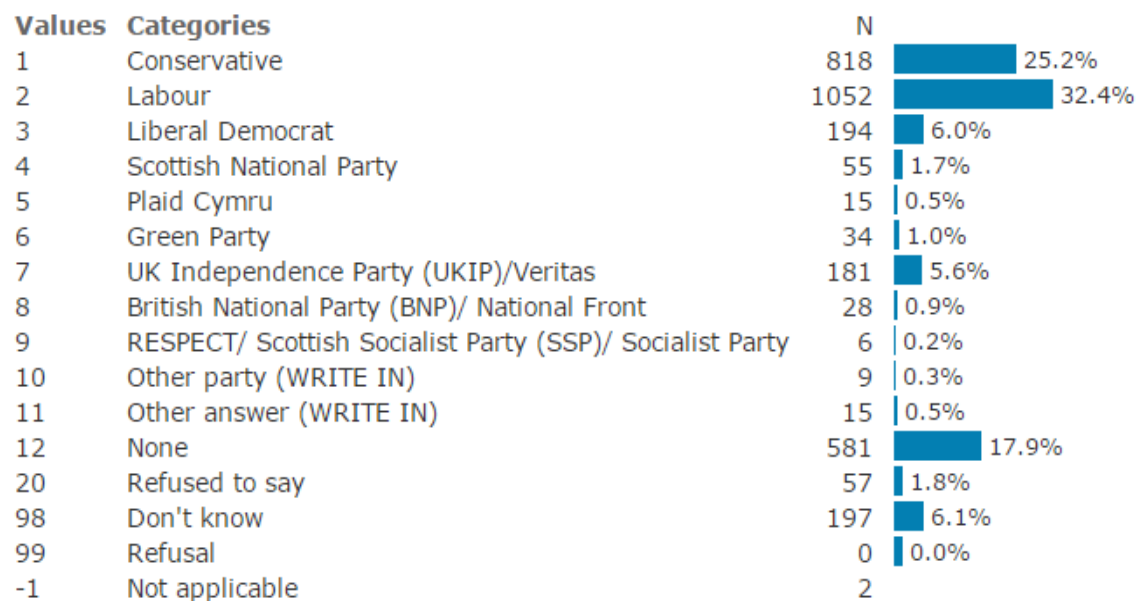 Values Categories N
1 Conservative 818 25.2%
2 Labour 1052 32.4%
3 Liberal Democrat 194 6.0%
4 Scottish National Party 55 1.7%
5 Plaid Cymru 15 0.5%
6 Green Party 34 1.0%
7 UK Independence Party (UKIP)/Veritas 181 5.6%
8 British National Party (BNP)/ National Front 28 0.9%
9 RESPECT/ Scottish Socialist Party (SSP)/ Socialist Party 6 0.2%
10 Other party (WRITE IN) 9 0.3%
11 Other answer (WRITE IN) 15 0.5%
12 None 581 17.9%
20 Refused to say 57 1.8%
98 Don't know 197 6.1%
99 Refusal 0 0.0%
-1 Not applicable 2